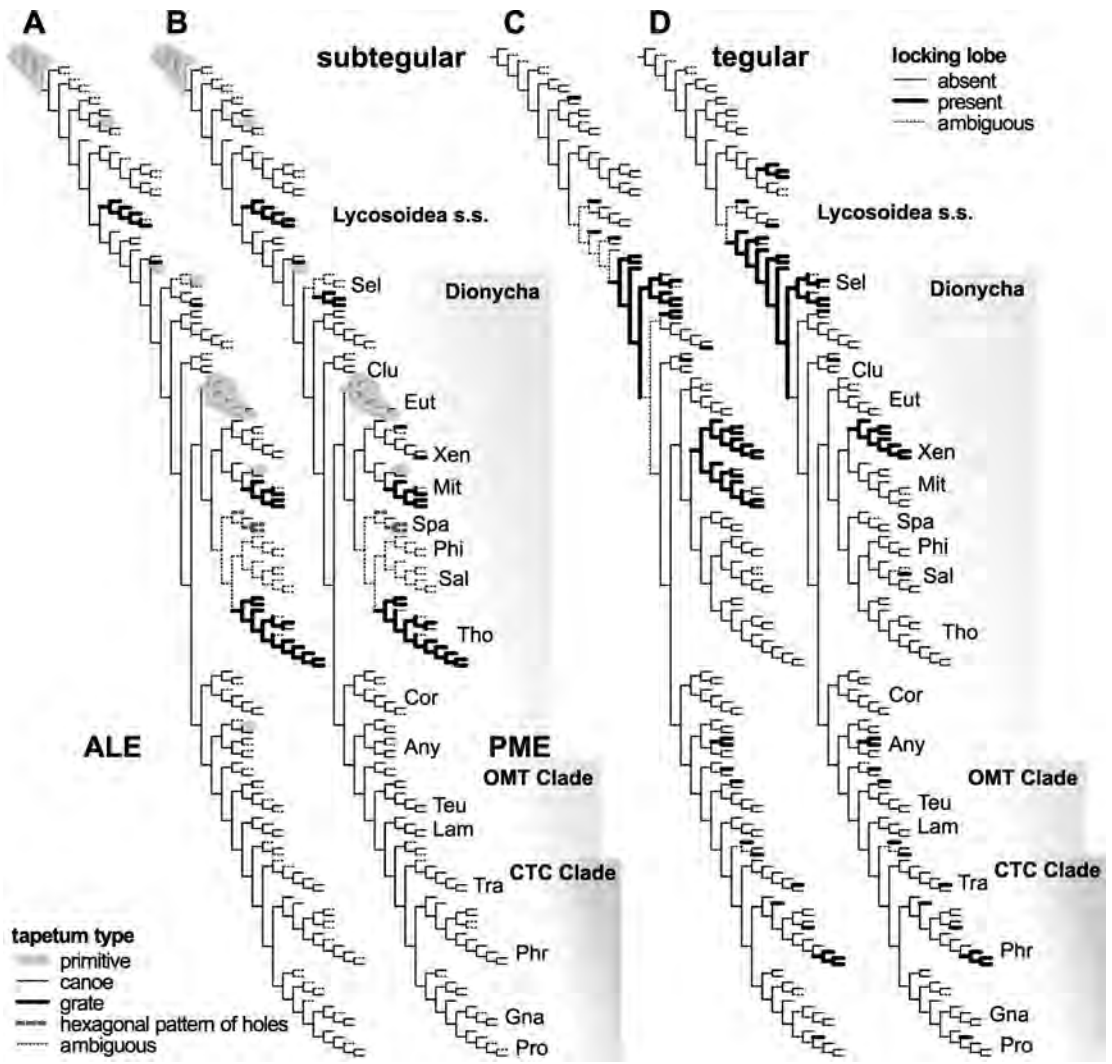 A B C D
subtegular tegular
locking lobe
absent
present
ambiguous
Lycosoidea s.s. Lycosoidea s.s.
Sel Dionycha Sel Dionycha
Clu Clu
Eut Eut
Xen Xen
Mit Mit
Spa Spa
Phi Phi
Sal Sal
Tho Tho
Cor Cor
ALE Any PME Any
OMT Clade OMT Clade
Teu Teu
Lam Lam
CTC Clade CTC Clade
Tra Tra
tapetum type
Phr Phr
primitive
canoe
grate
Gna Gna
hexagonal pattern of holes
Pro Pro
ambiguous